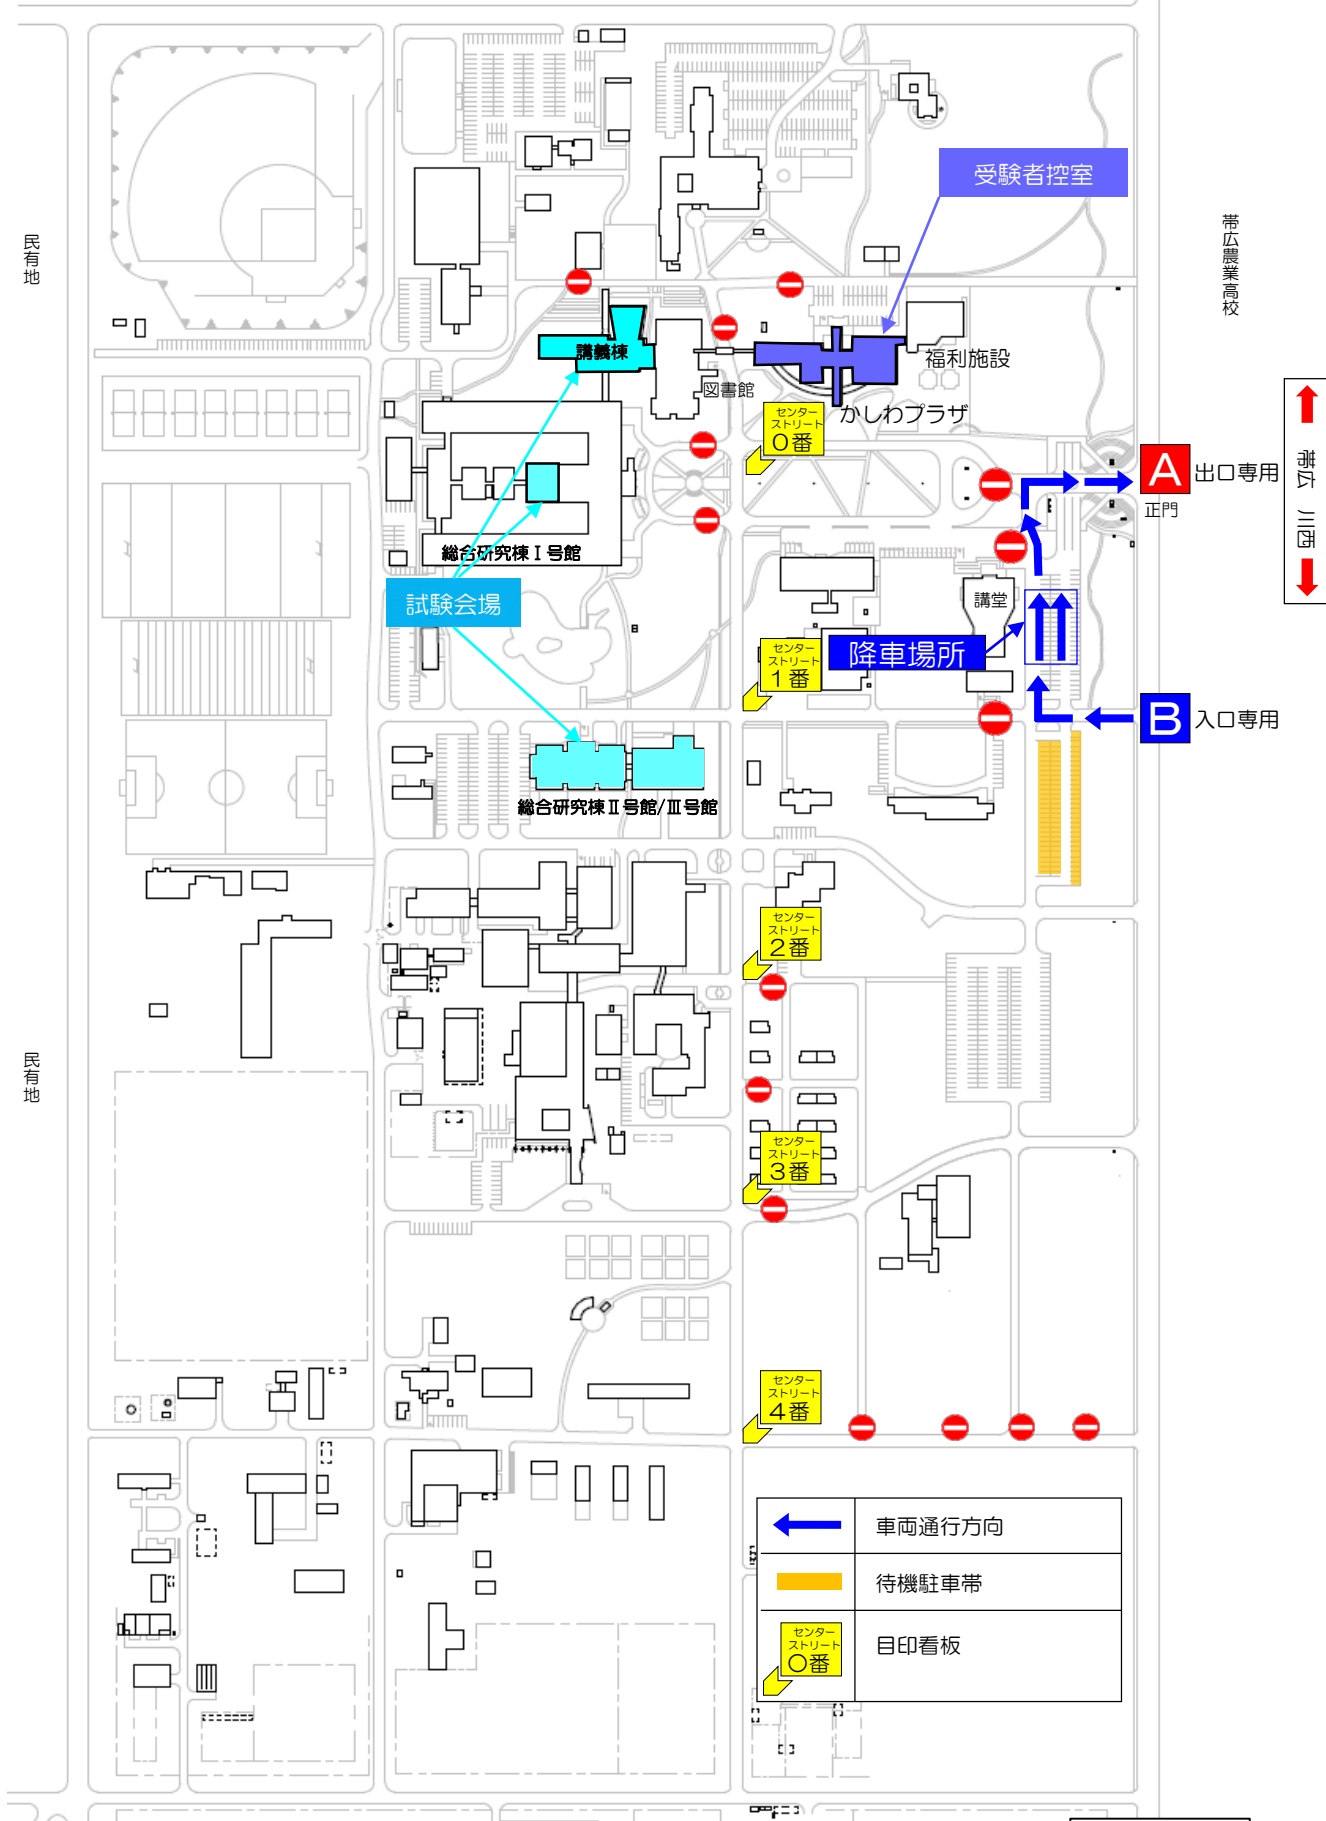 受験者控室
民有地
帯広農業高校
講義棟
図書館
福利施設
かしわプラザ
センター
ストリート
0番
A
出口専用
正門
帯広
川西
総合研究棟Ⅰ号館
試験会場
講堂
降車場所
センター
ストリート
1番
B
入口専用
総合研究棟Ⅱ号館/Ⅲ号館
センター
ストリート
2番
民有地
センター
ストリート
3番
センター
ストリート
4番
車両通行方向
待機駐車帯
センター
ストリート
〇番
目印看板